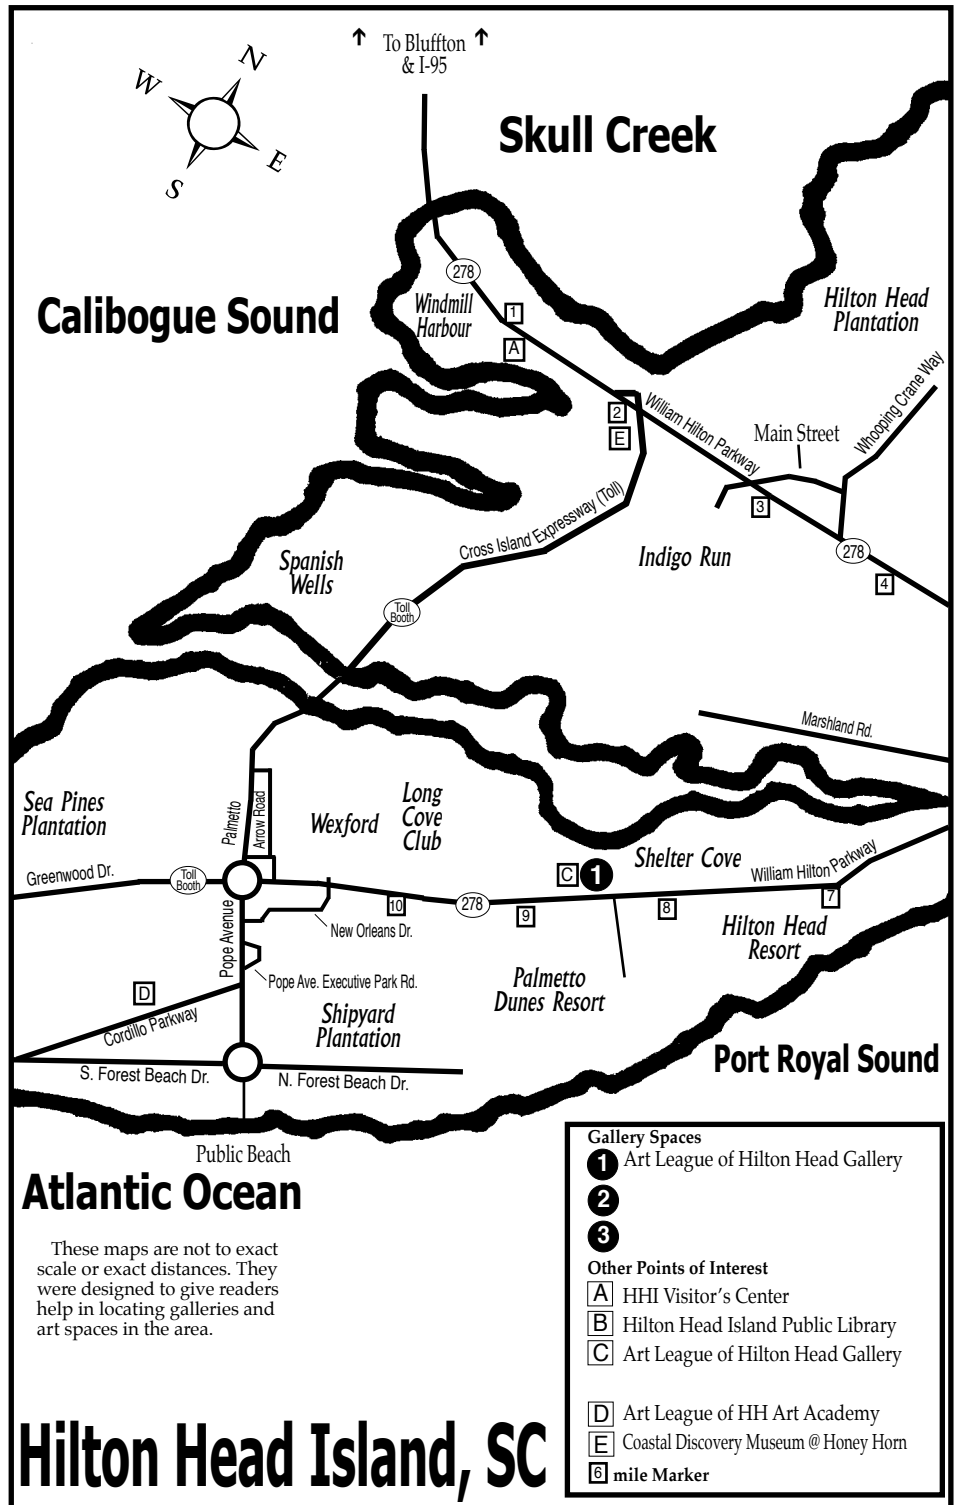 To Bluffton
& I-95
N
W
E
S
Skull Creek
278
Windmill
Harbour
1
A
Calibogue Sound
Hilton Head
Plantation
2
E
William Hilton Parkway
Main Street
Whooping Crane Way
3
278
4
Cross Island Expressway (Toll)
Indigo Run
Spanish
Wells
Toll
Booth
Marshland Rd.
Sea Pines
Plantation
Palmetto
Arrow Road
Wexford
Long
Cove
Club
Greenwood Dr.
Toll
Booth
C
1
Shelter Cove
William Hilton Parkway
10
278
9
8
7
New Orleans Dr.
Pope Avenue
Pope Ave. Executive Park Rd.
Hilton Head
Resort
Palmetto
Dunes Resort
D
Cordillo Parkway
Shipyard
Plantation
S. Forest Beach Dr.
N. Forest Beach Dr.
Port Royal Sound
Public Beach
Atlantic Ocean
These maps are not to exact
scale or exact distances. They
were designed to give readers
help in locating galleries and
art spaces in the area.
Gallery Spaces
1 Art League of Hilton Head Gallery
2
3
Other Points of Interest
A HHI Visitor's Center
B Hilton Head Island Public Library
C Art League of Hilton Head Gallery
D Art League of HH Art Academy
E Coastal Discovery Museum @ Honey Horn
6 mile Marker
Hilton Head Island, SC